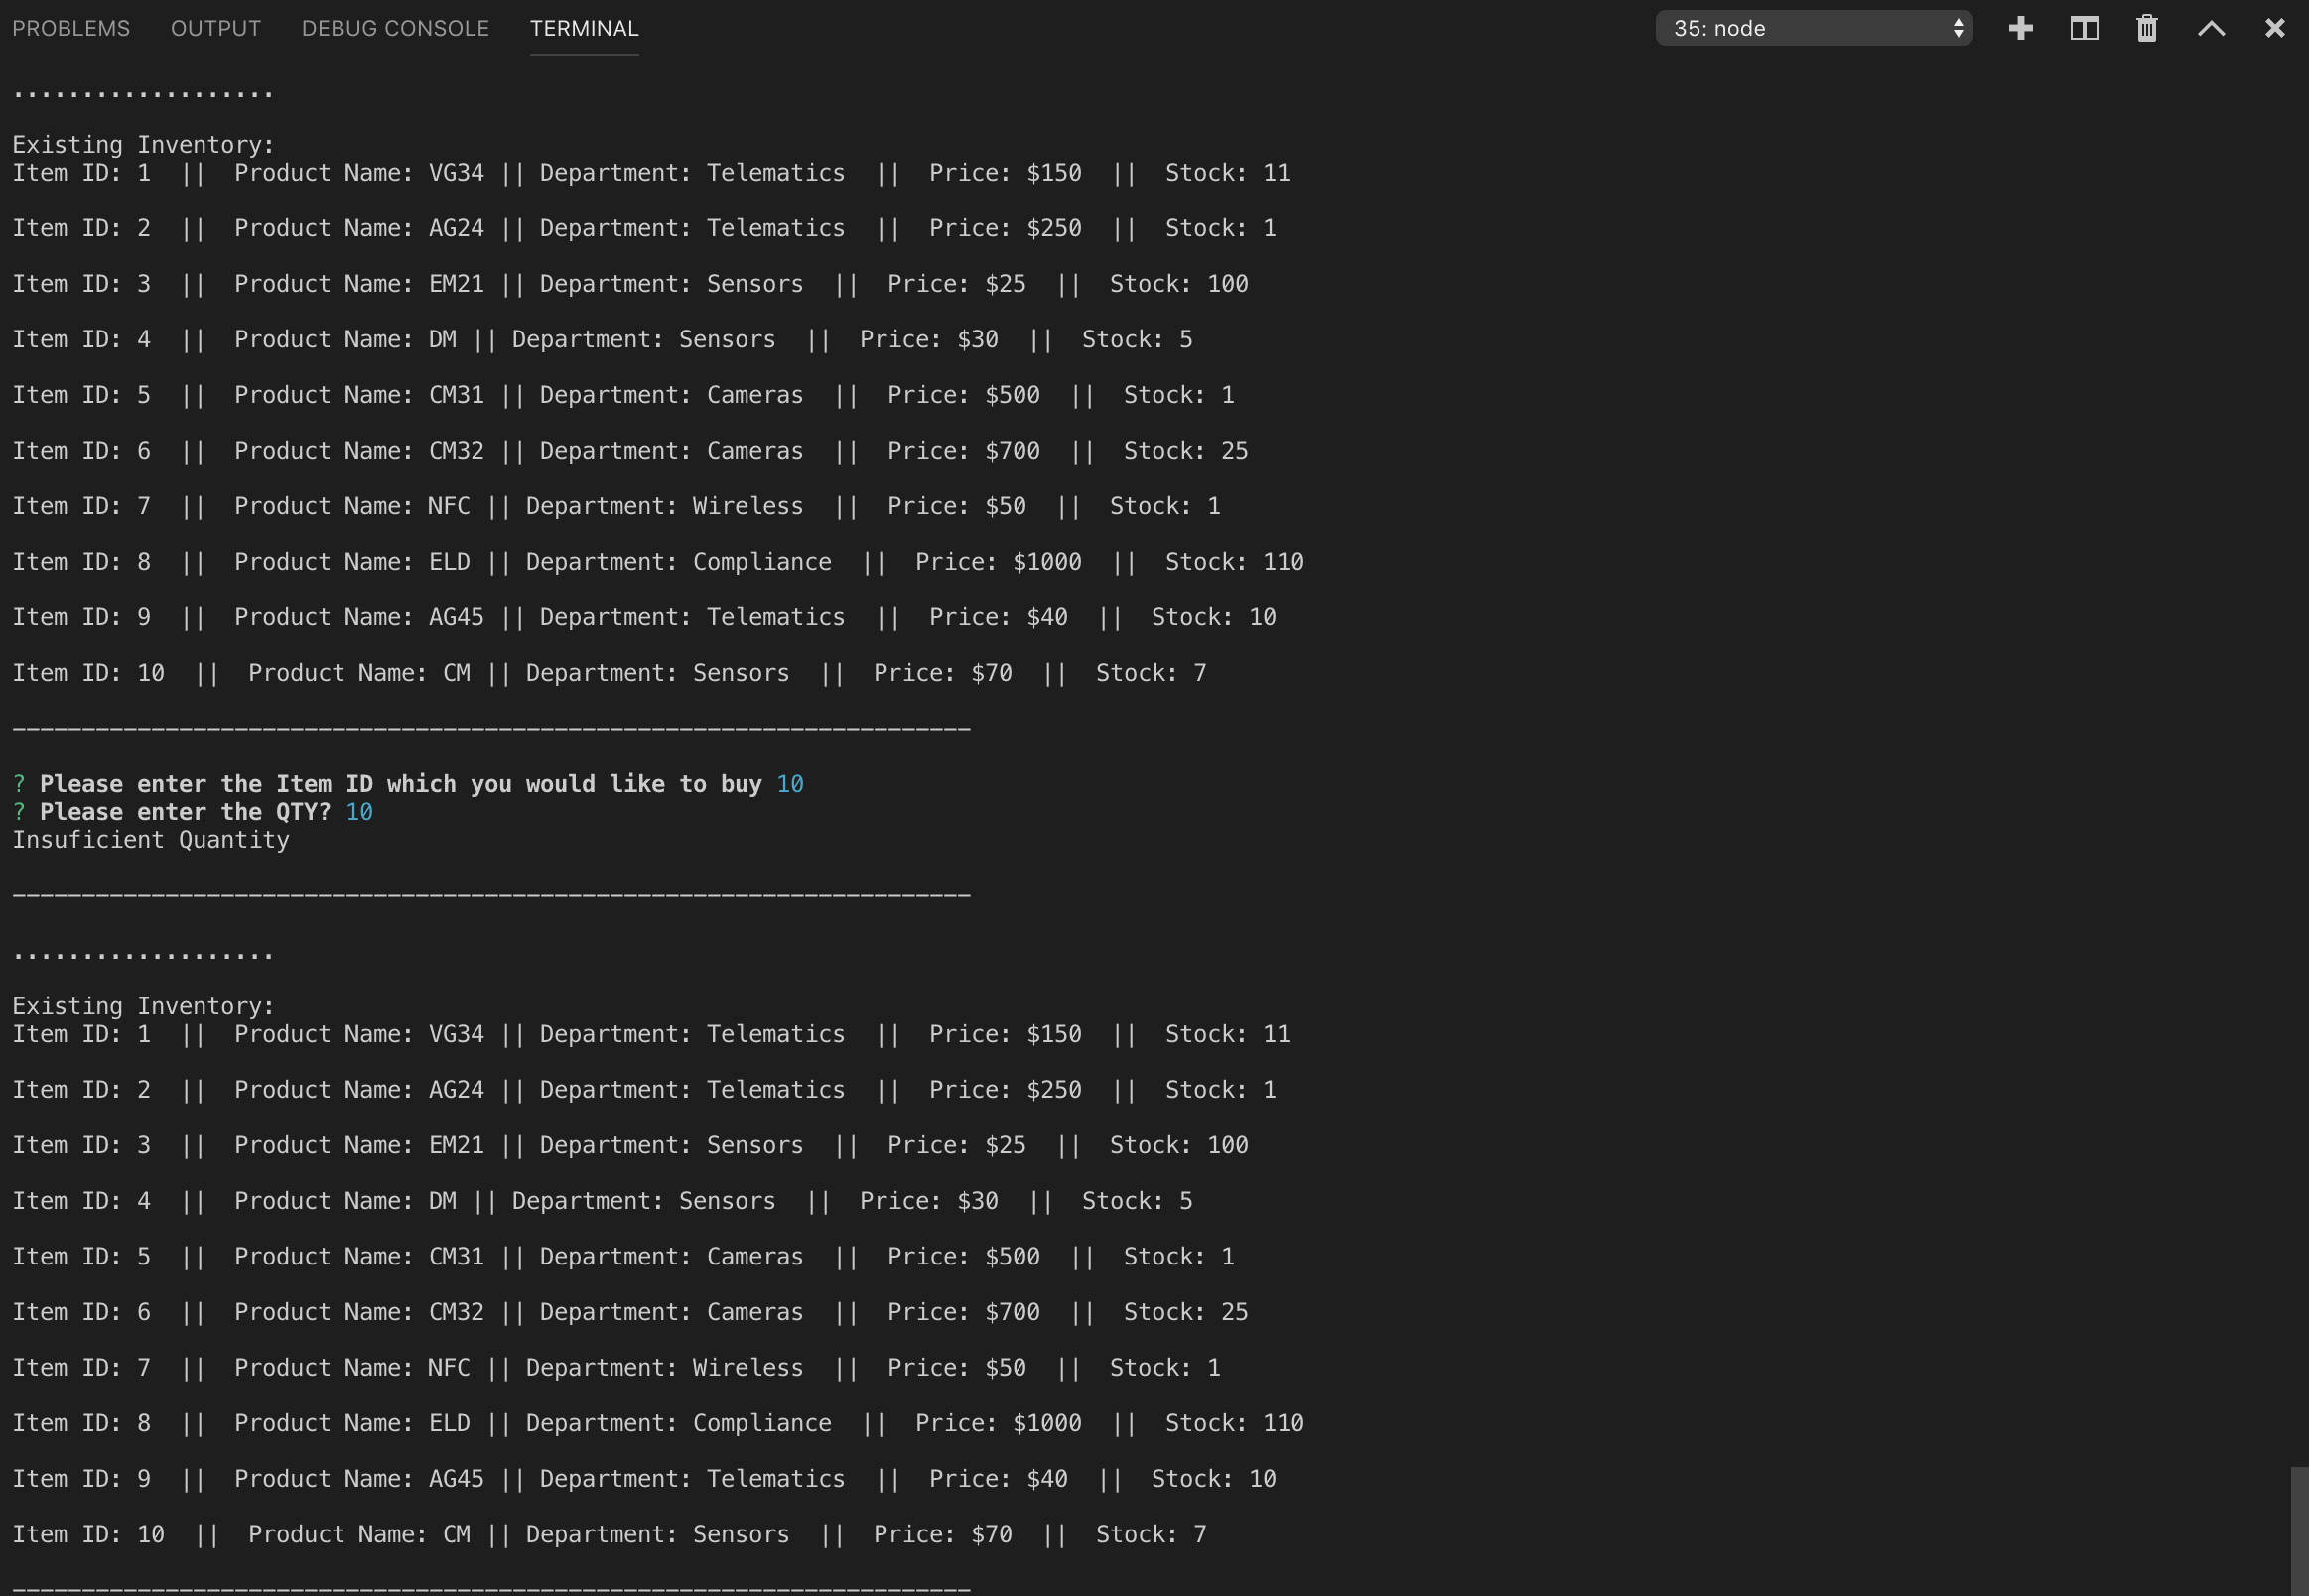 PROBLEMS OUTPUT DEBUG CONSOLE TERMINAL 35: node
...................
Existing Inventory:
Item ID: 1  ||  Product Name: VG34 || Department: Telematics  ||  Price: $150  ||  Stock: 11
Item ID: 2  ||  Product Name: AG24 || Department: Telematics  ||  Price: $250  ||  Stock: 1
Item ID: 3  ||  Product Name: EM21 || Department: Sensors  ||  Price: $25  ||  Stock: 100
Item ID: 4  ||  Product Name: DM || Department: Sensors  ||  Price: $30  ||  Stock: 5
Item ID: 5  ||  Product Name: CM31 || Department: Cameras  ||  Price: $500  ||  Stock: 1
Item ID: 6  ||  Product Name: CM32 || Department: Cameras  ||  Price: $700  ||  Stock: 25
Item ID: 7  ||  Product Name: NFC || Department: Wireless  ||  Price: $50  ||  Stock: 1
Item ID: 8  ||  Product Name: ELD || Department: Compliance  ||  Price: $1000  ||  Stock: 110
Item ID: 9  ||  Product Name: AG45 || Department: Telematics  ||  Price: $40  ||  Stock: 10
Item ID: 10  ||  Product Name: CM || Department: Sensors  ||  Price: $70  ||  Stock: 7
_____________________________________________________________________
? Please enter the Item ID which you would like to buy 10
? Please enter the QTY? 10
Insuficient Quantity
_____________________________________________________________________
...................
Existing Inventory:
Item ID: 1  ||  Product Name: VG34 || Department: Telematics  ||  Price: $150  ||  Stock: 11
Item ID: 2  ||  Product Name: AG24 || Department: Telematics  ||  Price: $250  ||  Stock: 1
Item ID: 3  ||  Product Name: EM21 || Department: Sensors  ||  Price: $25  ||  Stock: 100
Item ID: 4  ||  Product Name: DM || Department: Sensors  ||  Price: $30  ||  Stock: 5
Item ID: 5  ||  Product Name: CM31 || Department: Cameras  ||  Price: $500  ||  Stock: 1
Item ID: 6  ||  Product Name: CM32 || Department: Cameras  ||  Price: $700  ||  Stock: 25
Item ID: 7  ||  Product Name: NFC || Department: Wireless  ||  Price: $50  ||  Stock: 1
Item ID: 8  ||  Product Name: ELD || Department: Compliance  ||  Price: $1000  ||  Stock: 110
Item ID: 9  ||  Product Name: AG45 || Department: Telematics  ||  Price: $40  ||  Stock: 10
Item ID: 10  ||  Product Name: CM || Department: Sensors  ||  Price: $70  ||  Stock: 7
_____________________________________________________________________